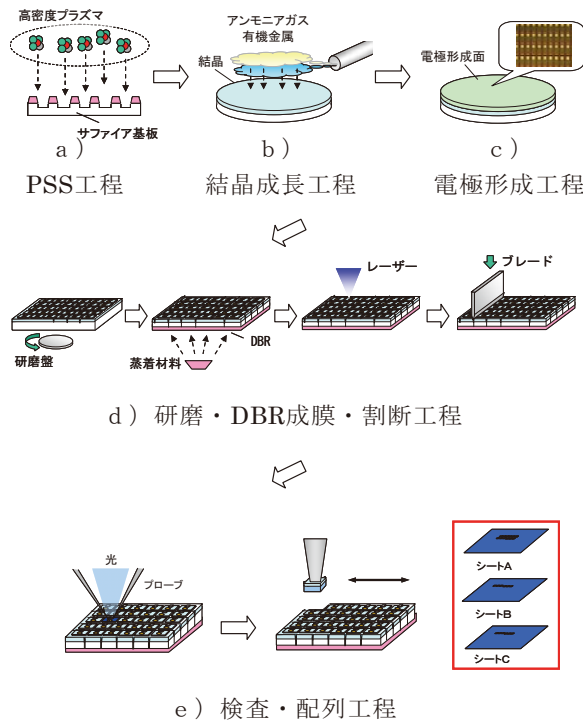 高密度プラズマ
サファイア基板
a）
PSS工程
アンモニアガス
有機金属
結晶
b）
結晶成長工程
電極形成面
c）
電極形成工程
研磨盤
蒸着材料
DBR
レーザー
ブレード
d）研磨・DBR成膜・割断工程
光
プローブ
シートA
シートB
シートC
e）検査・配列工程